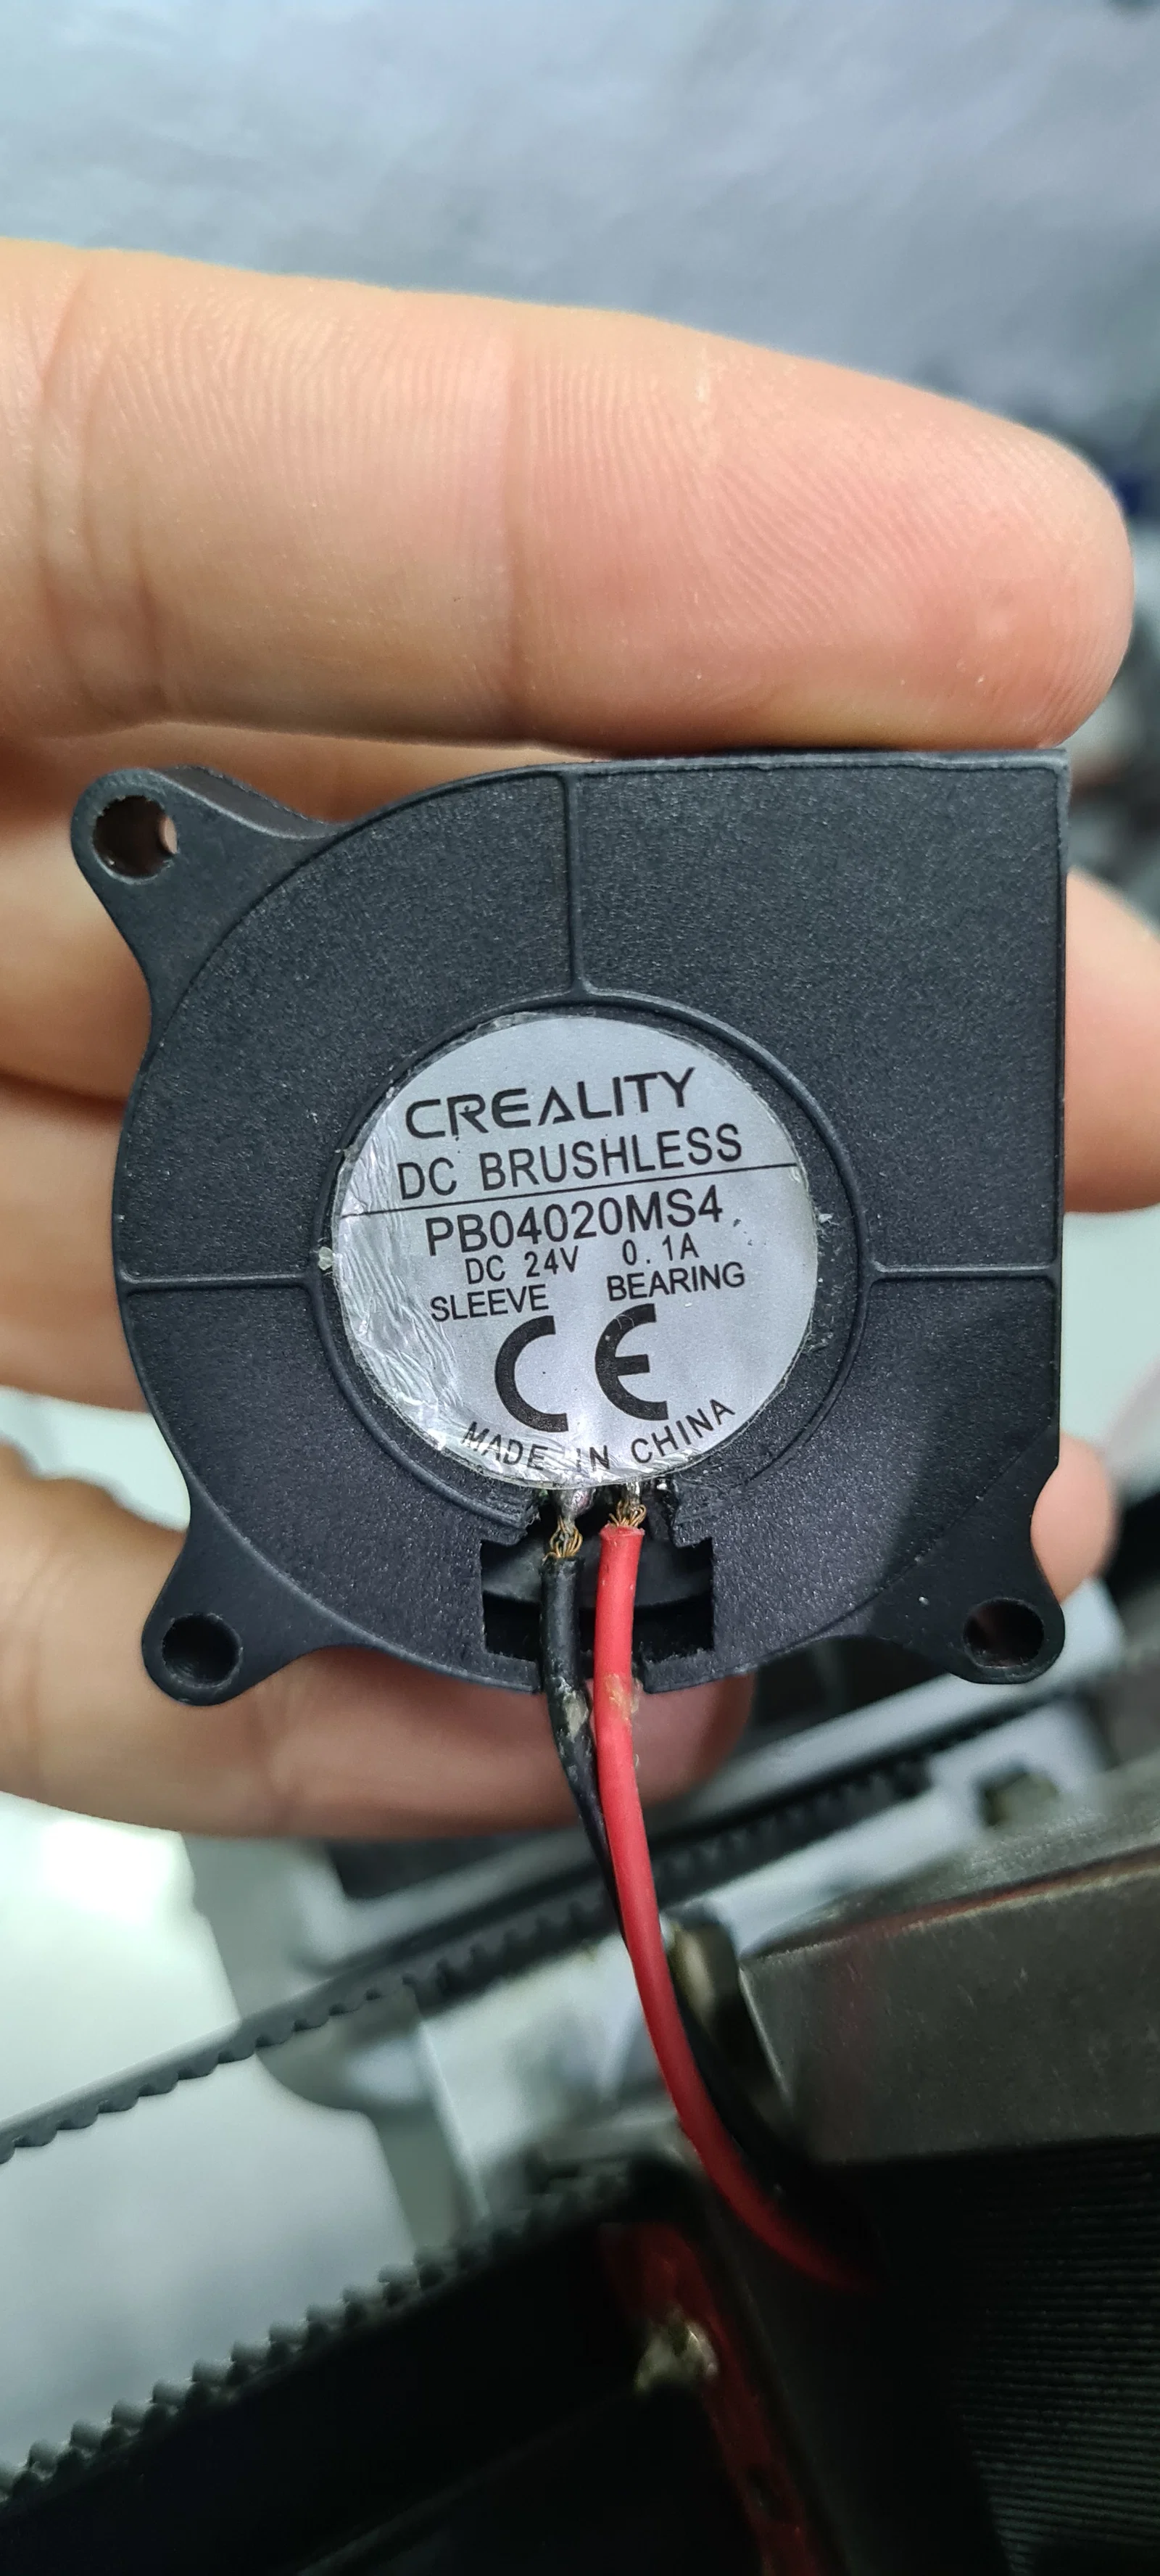 CREALITY
DC BRUSHLESS
PB04020MS4
DC 24V 0.1A
SLEEVE BEARING
CE
MADE IN CHINA